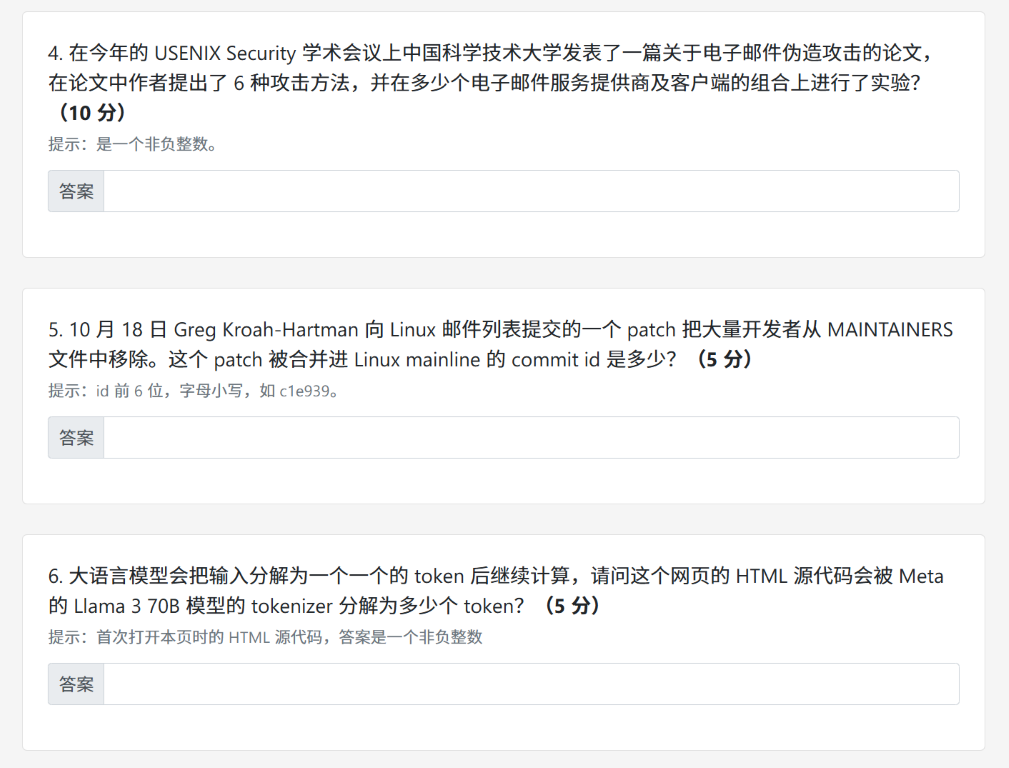 4. 在今年的 USENIX Security 学术会议上中国科学技术大学发表了一篇关于电子邮件伪造攻击的论文，
在论文中作者提出了 6 种攻击方法，并在多少个电子邮件服务提供商及客户端的组合上进行了实验？
（10 分）
提示：是一个非负整数。
答案
5. 10 月 18 日 Greg Kroah-Hartman 向 Linux 邮件列表提交的一个 patch 把大量开发者从 MAINTAINERS
文件中移除。这个 patch 被合并进 Linux mainline 的 commit id 是多少？（5 分）
提示：id 前 6 位，字母小写，如 c1e939。
答案
6. 大语言模型会把输入分解为一个一个的 token 后继续计算，请问这个网页的 HTML 源代码会被 Meta
的 Llama 3 70B 模型的 tokenizer 分解为多少个 token？（5 分）
提示：首次打开本页时的 HTML 源代码，答案是一个非负整数
答案